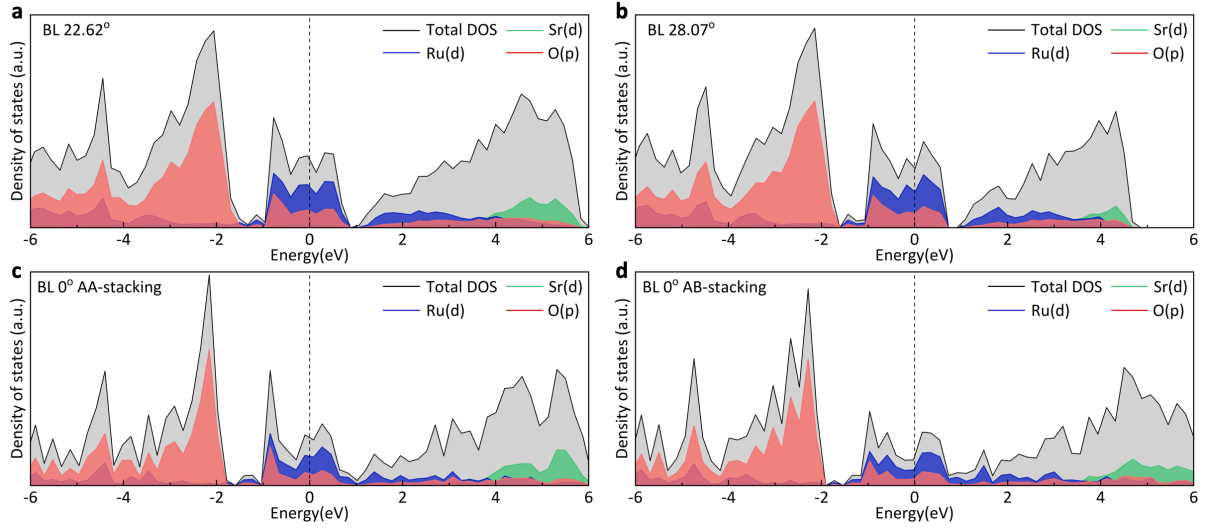 a
BL 22.62°
Total DOS
Sr(d)
Ru(d)
O(p)
Density of states (a.u.)
-6
-4
-2
0
2
4
6
Energy(eV)
b
BL 28.07°
Total DOS
Sr(d)
Ru(d)
O(p)
Density of states (a.u.)
-6
-4
-2
0
2
4
6
Energy(eV)
c
BL 0° AA-stacking
Total DOS
Sr(d)
Ru(d)
O(p)
Density of states (a.u.)
-6
-4
-2
0
2
4
6
Energy(eV)
d
BL 0° AB-stacking
Total DOS
Sr(d)
Ru(d)
O(p)
Density of states (a.u.)
-6
-4
-2
0
2
4
6
Energy(eV)